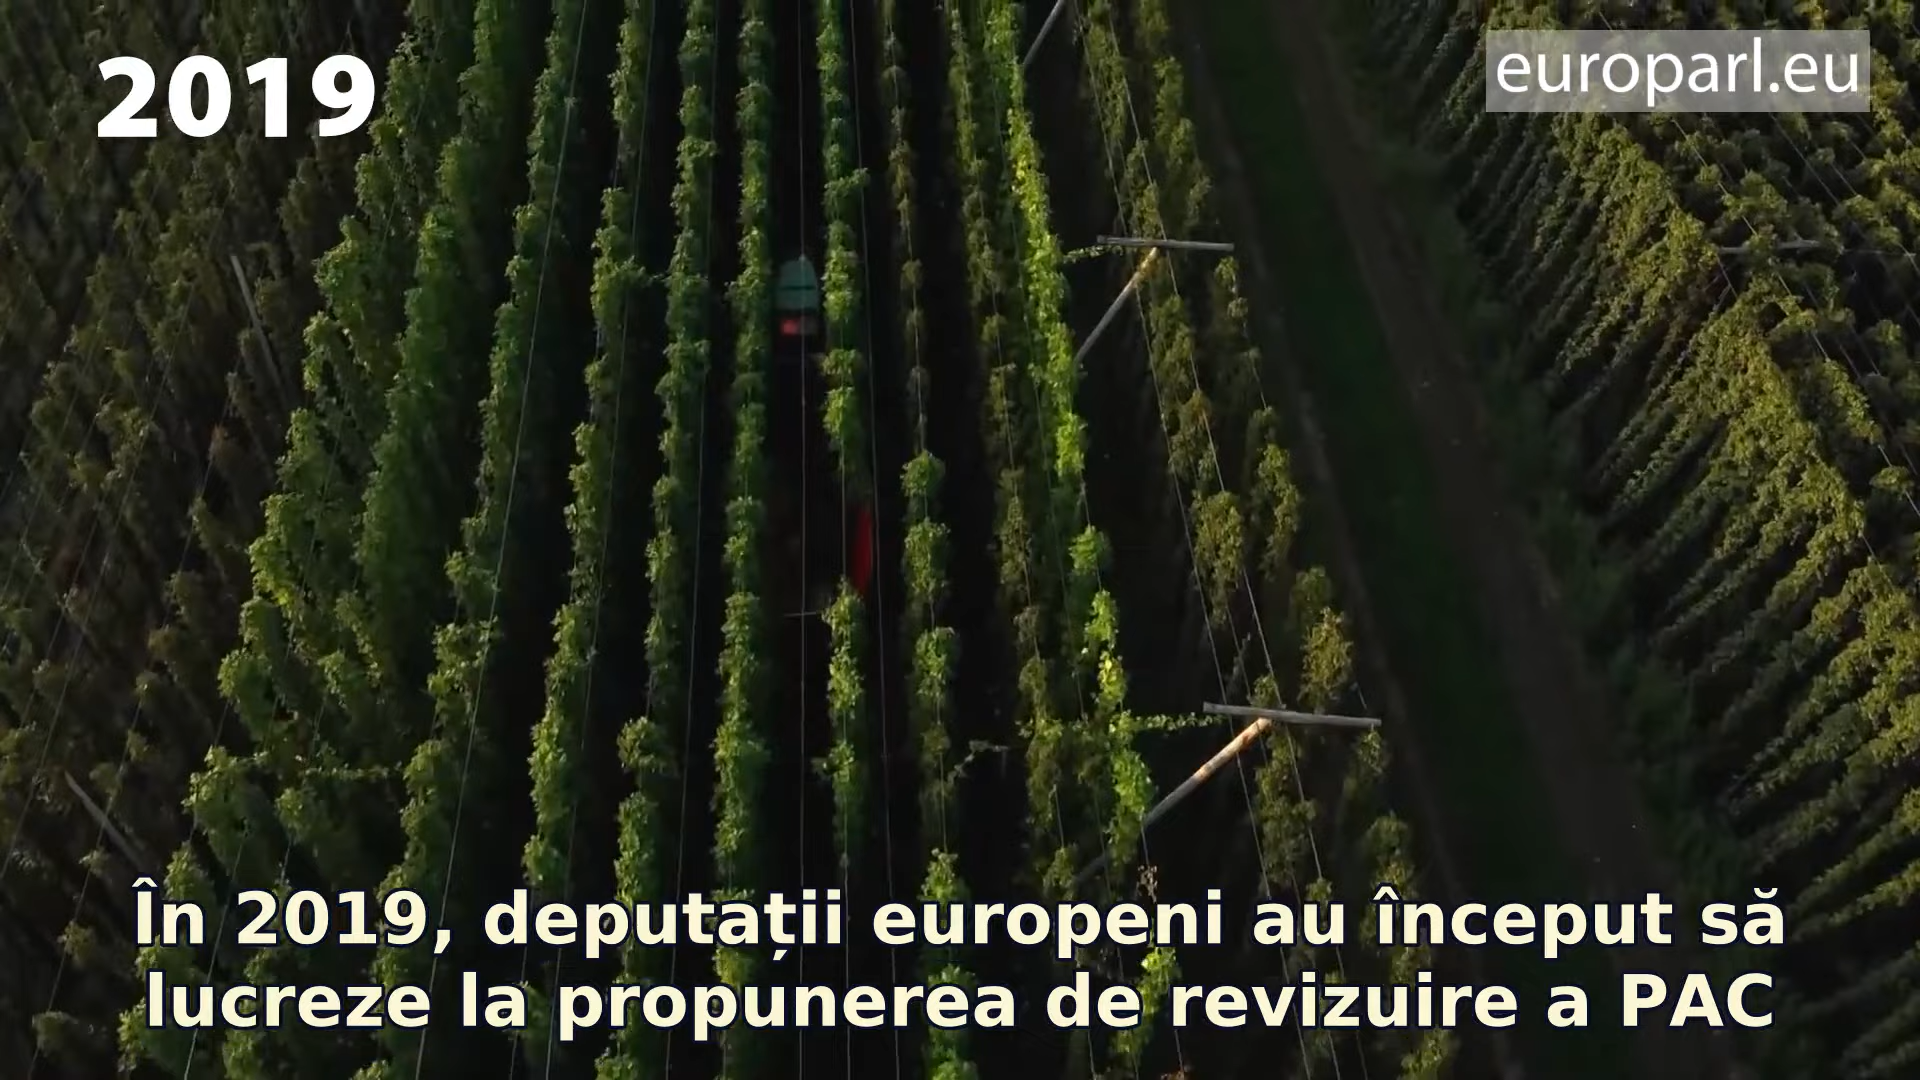 2019
europarl.eu
În 2019, deputații europeni au început să
lucreze la propunerea de revizuire a PAC